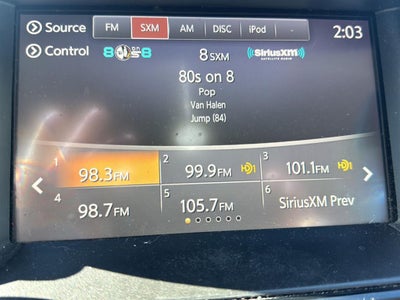 Source FM SXM AM DISC iPod - 2:03
Control 8 8 8 SXM SiriusXM
SATELLITE RADIO
80s on 8
Pop
Van Halen
Jump (84)
1 98.3FM 2 99.9FM 3 101.1FM
4 98.7FM 5 105.7FM 6 SiriusXM Prev